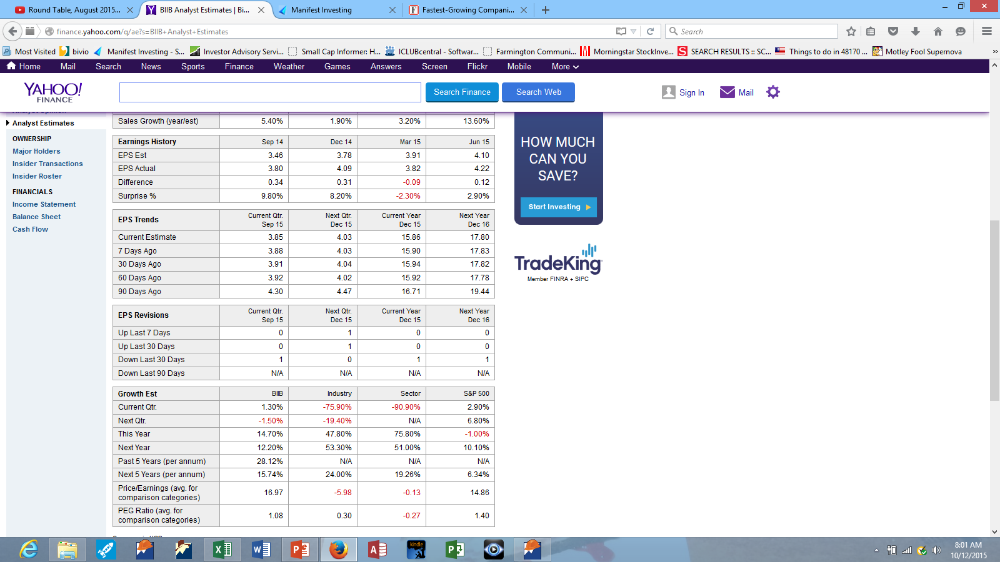 Round Table, August 2015...
BIIB Analyst Estimates | Bi...
Manifest Investing
Fastest-Growing Compani...
finance.yahoo.com/q/ae?s=BIIB+Analyst+Estimates
Search
Most Visited bivio Manifest Investing - S... Investor Advisory Servi... Small Cap Informer: H... ICLUBcentral - Softwar... Farmington Communi... Morningstar StockInve... SEARCH RESULTS :: SC... Things to do in 48170 ... Motley Fool Supernova
Home Mail Search News Sports Finance Weather Games Answers Screen Flickr Mobile More
YAHOO!
FINANCE
Search Finance Search Web Sign In Mail
Analyst Estimates
OWNERSHIP
Major Holders
Insider Transactions
Insider Roster
FINANCIALS
Income Statement
Balance Sheet
Cash Flow
Sales Growth (year/est) 5.40% 1.90% 3.20% 13.60%
Earnings History Sep 14 Dec 14 Mar 15 Jun 15
EPS Est 3.46 3.78 3.91 4.10
EPS Actual 3.80 4.09 3.82 4.22
Difference 0.34 0.31 -0.09 0.12
Surprise % 9.80% 8.20% -2.30% 2.90%
EPS Trends Current Qtr. Sep 15 Next Qtr. Dec 15 Current Year Dec 15 Next Year Dec 16
Current Estimate 3.85 4.03 15.86 17.80
7 Days Ago 3.88 4.03 15.90 17.83
30 Days Ago 3.91 4.04 15.94 17.82
60 Days Ago 3.92 4.02 15.92 17.78
90 Days Ago 4.30 4.47 16.71 19.44
EPS Revisions Current Qtr. Sep 15 Next Qtr. Dec 15 Current Year Dec 15 Next Year Dec 16
Up Last 7 Days 0 1 0 0
Up Last 30 Days 0 1 0 0
Down Last 30 Days 1 0 1 1
Down Last 90 Days N/A N/A N/A N/A
Growth Est BIIB Industry Sector S&P 500
Current Qtr. 1.30% -75.90% -90.90% 2.90%
Next Qtr. -1.50% -19.40% N/A 6.80%
This Year 14.70% 47.80% 75.80% -1.00%
Next Year 12.20% 53.30% 51.00% 10.10%
Past 5 Years (per annum) 28.12% N/A N/A N/A
Next 5 Years (per annum) 15.74% 24.00% 19.26% 6.34%
Price/Earnings (avg. for comparison categories) 16.97 -5.98 -0.13 14.86
PEG Ratio (avg. for comparison categories) 1.08 0.30 -0.27 1.40
HOW MUCH
CAN YOU
SAVE?
Start Investing
TradeKing
Member FINRA + SIPC
kindle
8:01 AM
10/12/2015